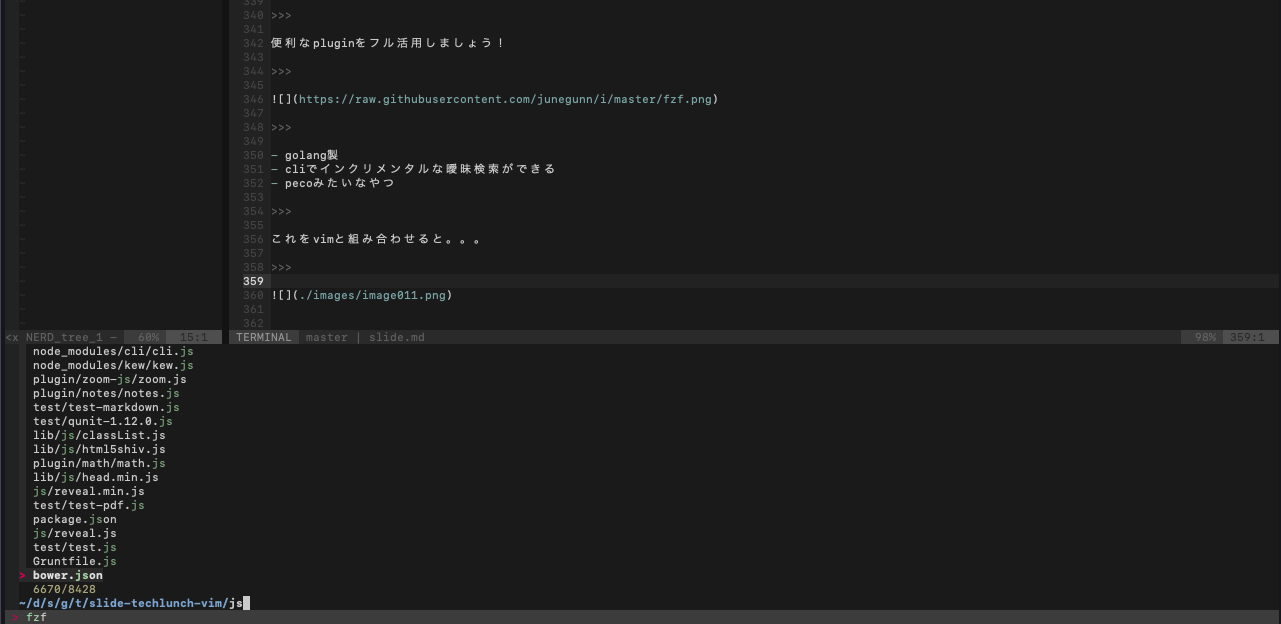 339
340 >>>
341
342 便利なpluginをフル活用しましょう！
343
344 >>>
345
346 ![](https://raw.githubusercontent.com/junegunn/i/master/fzf.png)
347
348 >>>
349
350 - golang製
351 - cliでインクリメンタルな曖昧検索ができる
352 - pecoみたいなやつ
353
354 >>>
355
356 これをvimと組み合わせると。。。
357
358 >>>
359
360 ![](./images/image011.png)
361
362
<x NERD_tree_1 - 60% 15:1 TERMINAL master | slide.md 98% 359:1
node_modules/cli/cli.js
node_modules/kew/kew.js
plugin/zoom-js/zoom.js
plugin/notes/notes.js
test/test-markdown.js
test/qunit-1.12.0.js
lib/js/classList.js
lib/js/html5shiv.js
plugin/math/math.js
lib/js/head.min.js
js/reveal.min.js
test/test-pdf.js
package.json
js/reveal.js
test/test.js
Gruntfile.js
> bower.json
6670/8428
~/d/s/g/t/slide-techlunch-vim/js
> fzf